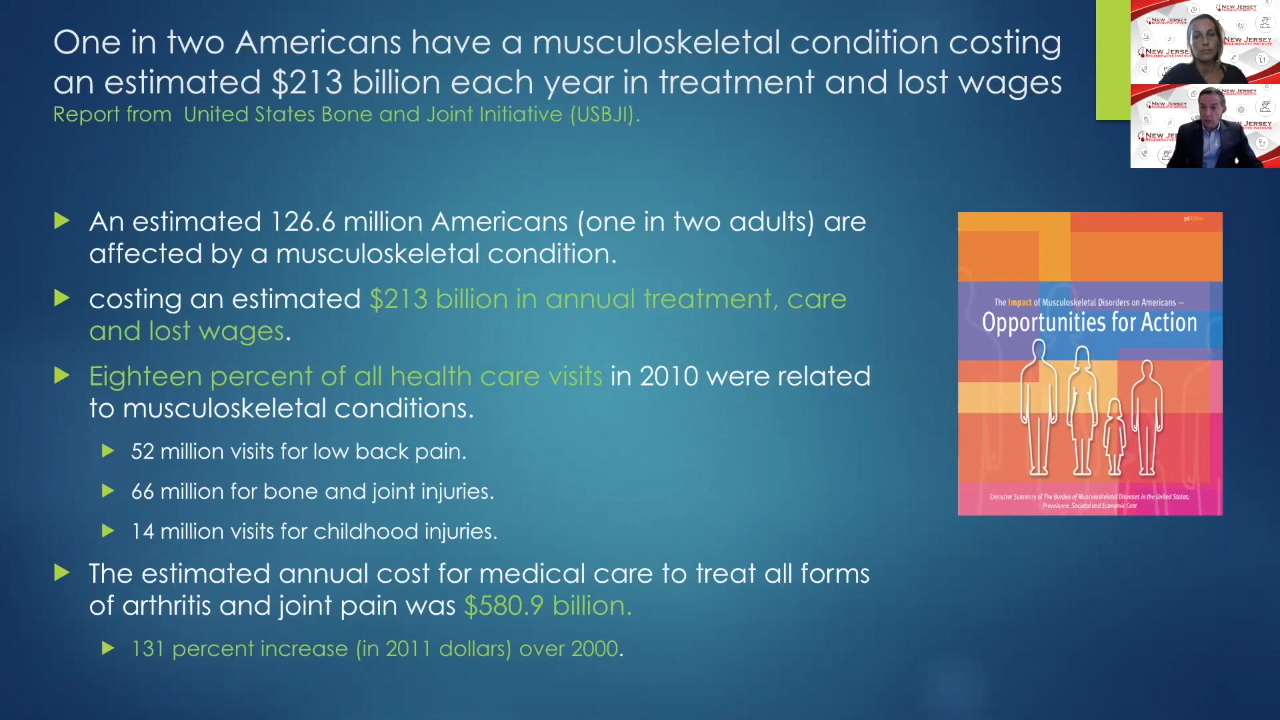 One in two Americans have a musculoskeletal condition costing
an estimated $213 billion each year in treatment and lost wages
Report from United States Bone and Joint Initiative (USBJI).
An estimated 126.6 million Americans (one in two adults) are
affected by a musculoskeletal condition.
costing an estimated $213 billion in annual treatment, care
and lost wages.
Eighteen percent of all health care visits in 2010 were related
to musculoskeletal conditions.
52 million visits for low back pain.
66 million for bone and joint injuries.
14 million visits for childhood injuries.
The estimated annual cost for medical care to treat all forms
of arthritis and joint pain was $580.9 billion.
131 percent increase (in 2011 dollars) over 2000.
The Impact of Musculoskeletal Disorders on Americans —
Opportunities for Action
Executive Summary of The Burden of Musculoskeletal Diseases in the United States:
Prevalence, Societal and Economic Cost
NEW JERSEY